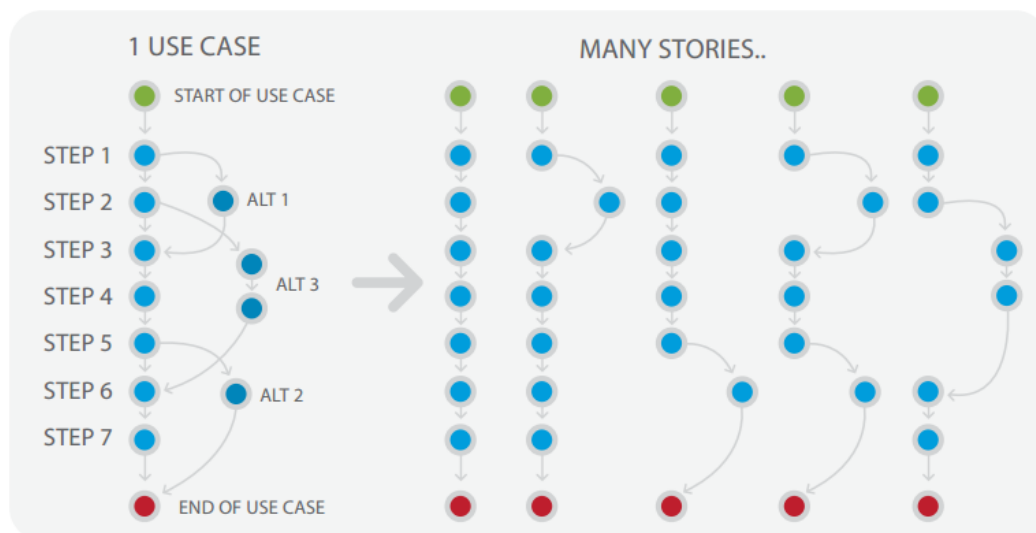 1 USE CASE
MANY STORIES..
START OF USE CASE
STEP 1
STEP 2
ALT 1
STEP 3
ALT 3
STEP 4
STEP 5
STEP 6
ALT 2
STEP 7
END OF USE CASE